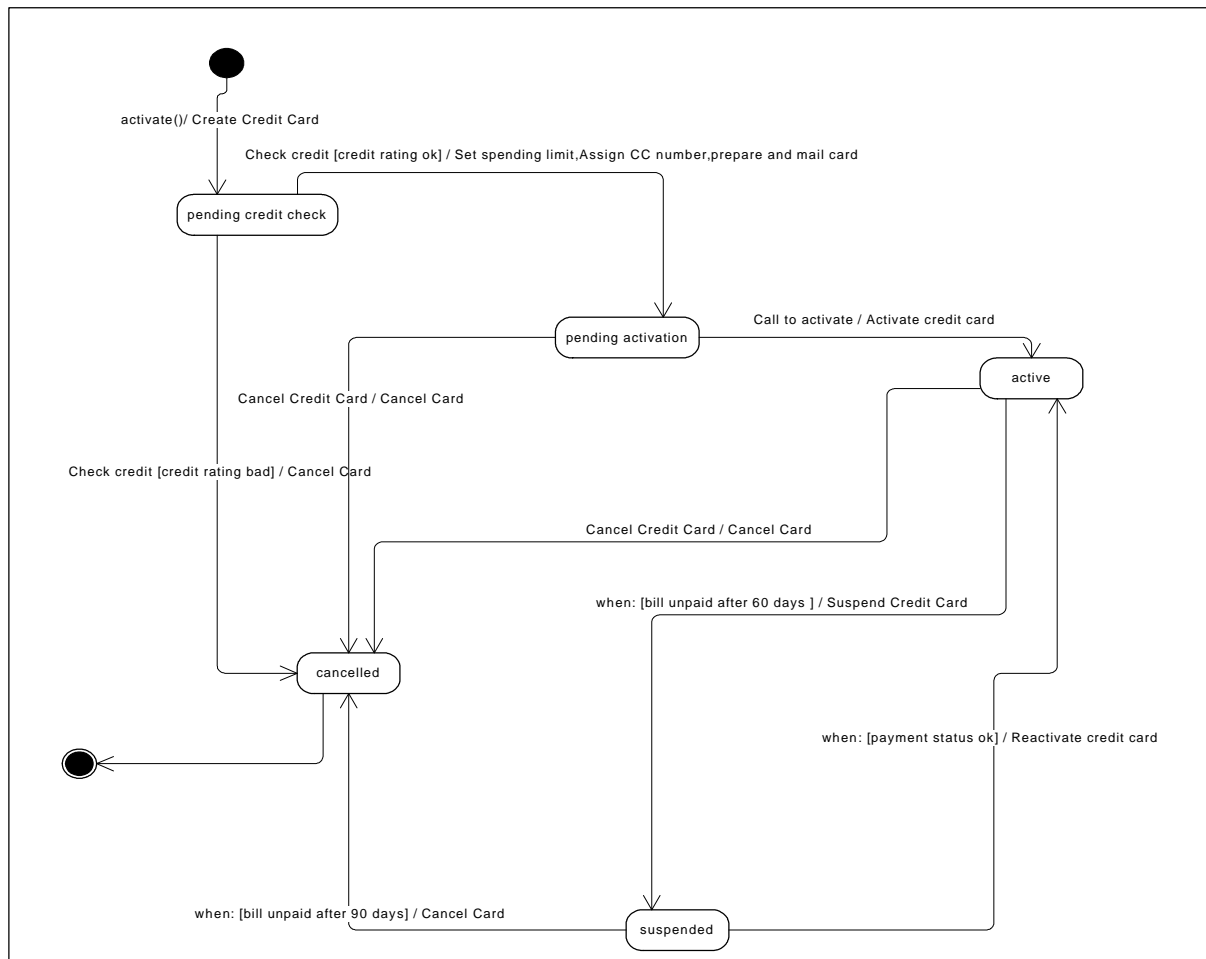 activate()/ Create Credit Card
Check credit [credit rating ok] / Set spending limit,Assign CC number,prepare and mail card
pending credit check
Call to activate / Activate credit card
pending activation
active
Cancel Credit Card / Cancel Card
Check credit [credit rating bad] / Cancel Card
Cancel Credit Card / Cancel Card
when: [bill unpaid after 60 days ] / Suspend Credit Card
cancelled
when: [payment status ok] / Reactivate credit card
when: [bill unpaid after 90 days] / Cancel Card
suspended